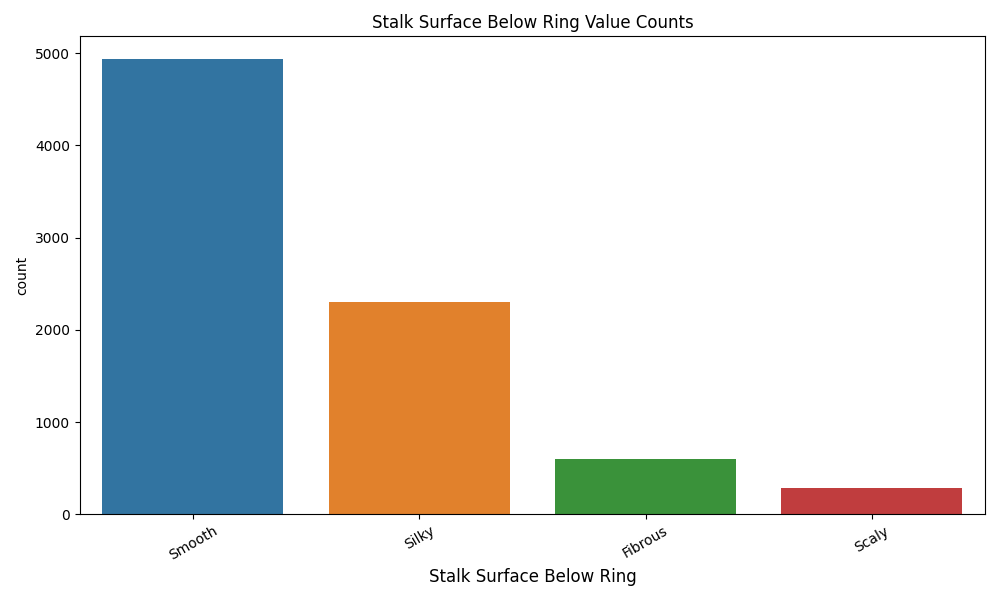 Stalk Surface Below Ring Value Counts
5000
4000
3000
2000
1000
0
count
Smooth
Silky
Fibrous
Scaly
Stalk Surface Below Ring